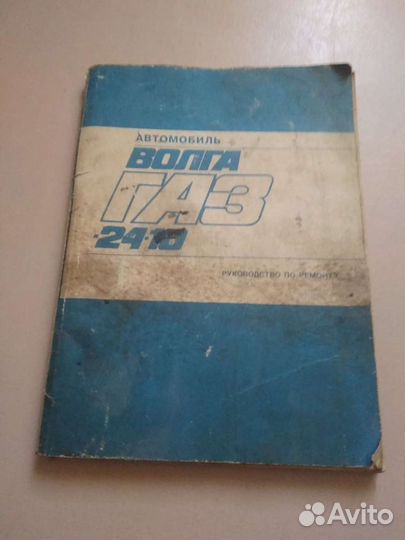 АВТОМОБИЛЬ
ВОЛГА
ГАЗ
-24-10
РУКОВОДСТВО ПО РЕМОНТУ
Avito